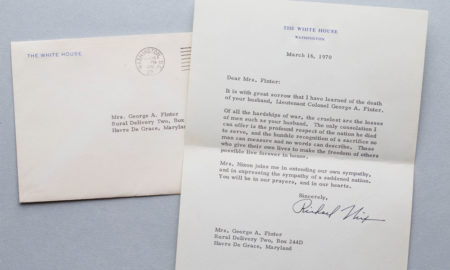 THE WHITE HOUSE
WASHINGTON, D.C.
Mrs. George A. Fister
Rural Delivery Two, Box
Havre De Grace, Maryland
THE WHITE HOUSE
WASHINGTON
March 16, 1970
Dear Mrs. Fister:
It is with great sorrow that I have learned of the death
of your husband, Lieutenant Colonel George A. Fister.
Of all the hardships of war, the cruelest are the losses
of men such as your husband. The only consolation I
can offer is the profound respect of the nation he died
to serve, and the humble recognition of a sacrifice no
man can measure and no words can describe. Those
who give their own lives to make the freedom of others
possible live forever in honor.
Mrs. Nixon joins me in extending our own sympathy,
and in expressing the sympathy of a saddened nation.
You will be in our prayers, and in our hearts.
Sincerely,
Richard Nixon
Mrs. George A. Fister
Rural Delivery Two, Box 244D
Havre De Grace, Maryland